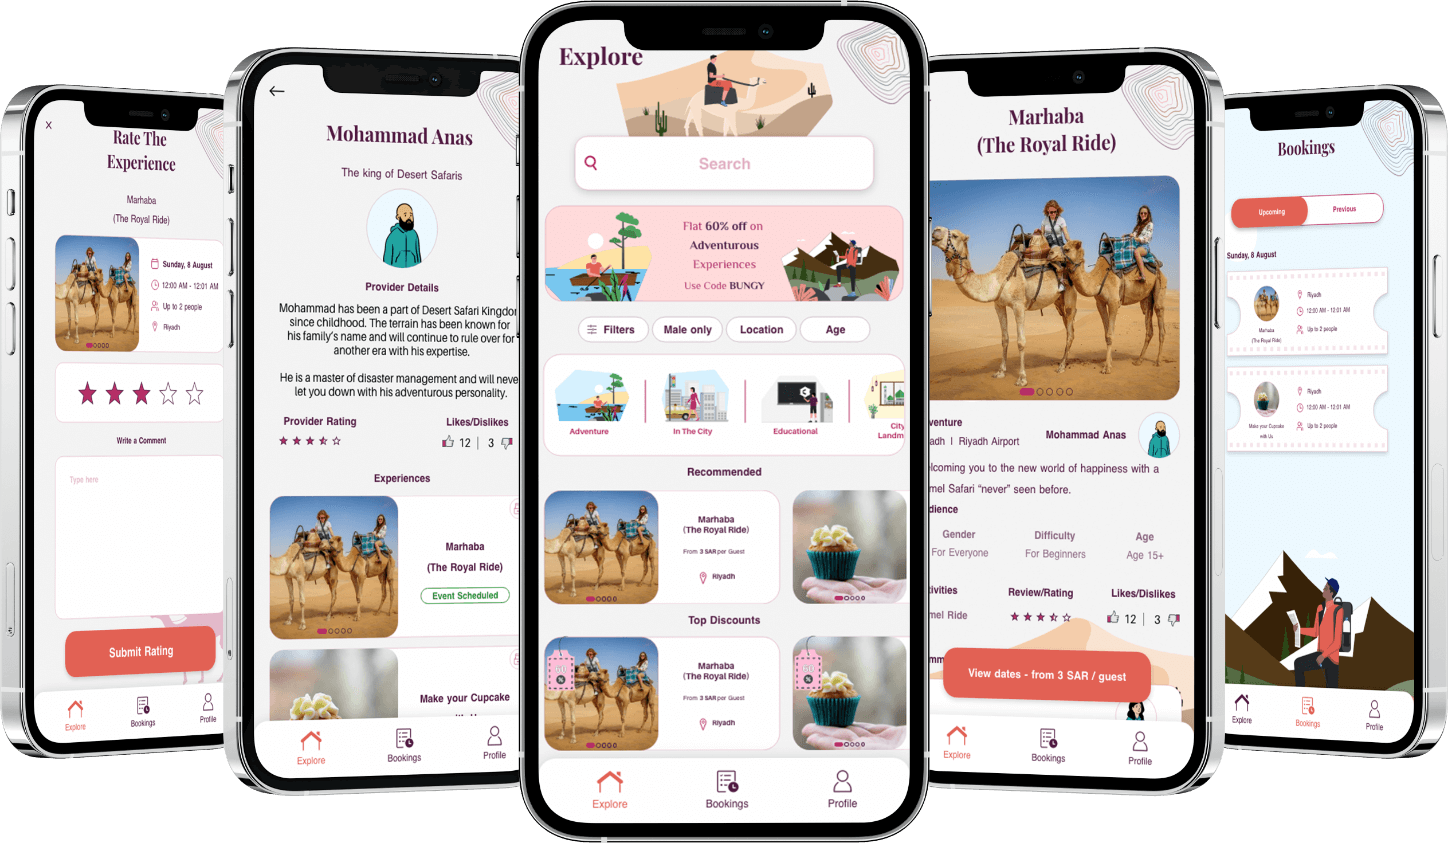 Rate The
Experience
Marhaba
(The Royal Ride)
Sunday, 8 August
12:00 AM - 12:01 AM
Up to 2 people
Riyadh
Write a Comment
Type here
Submit Rating
Explore
Bookings
Profile
Mohammad Anas
The king of Desert Safaris
Provider Details
Mohammad has been a part of Desert Safari Kingdo
since childhood. The terrain has been known for
his family's name and will continue to rule over for
another era with his expertise.
He is a master of disaster management and will neve
let you down with his adventurous personality.
Provider Rating
Likes/Dislikes
12 | 3
Experiences
Marhaba
(The Royal Ride)
Event Scheduled
Make your Cupcake
Explore
Bookings
Profile
Explore
Search
Flat 60% off on
Adventurous
Experiences
Use Code BUNGY
Filters
Male only
Location
Age
Adventure
In The City
Educational
City
Landm
Recommended
Marhaba
(The Royal Ride)
From 3 SAR per Guest
Riyadh
Top Discounts
60
%
Marhaba
(The Royal Ride)
From 3 SAR per Guest
Riyadh
60
%
Explore
Bookings
Profile
Marhaba
(The Royal Ride)
venture
adh | Riyadh Airport
Mohammad Anas
lcoming you to the new world of happiness with a
mel Safari “never” seen before.
dience
Gender
For Everyone
Difficulty
For Beginners
Age
Age 15+
tivities
mel Ride
Review/Rating
Likes/Dislikes
12 | 3
View dates - from 3 SAR / guest
Explore
Bookings
Profile
Bookings
Upcoming
Previous
Sunday, 8 August
Marhaba
(The Royal Ride)
Riyadh
12:00 AM - 12:01 AM
Up to 2 people
Make your Cupcake
with Us
Riyadh
12:00 AM - 12:01 AM
Up to 2 people
Explore
Bookings
Profile